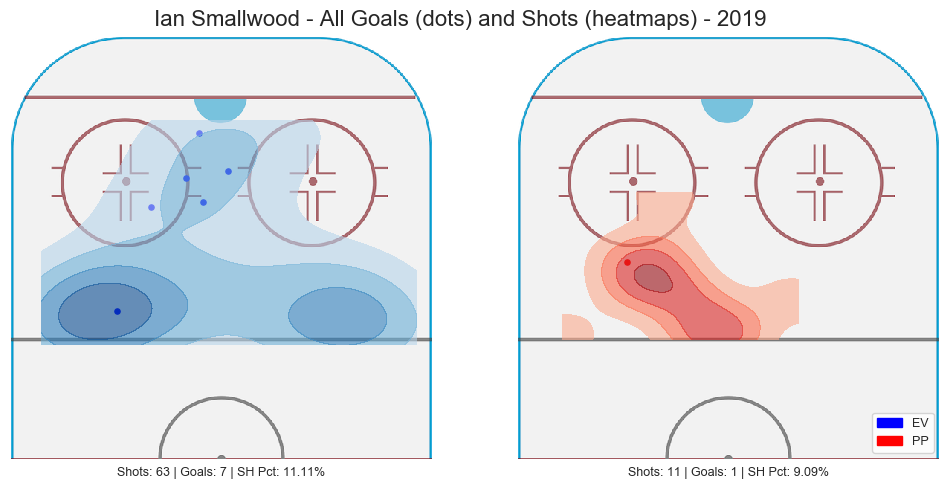 Ian Smallwood - All Goals (dots) and Shots (heatmaps) - 2019
EV
PP
Shots: 63 | Goals: 7 | SH Pct: 11.11%
Shots: 11 | Goals: 1 | SH Pct: 9.09%